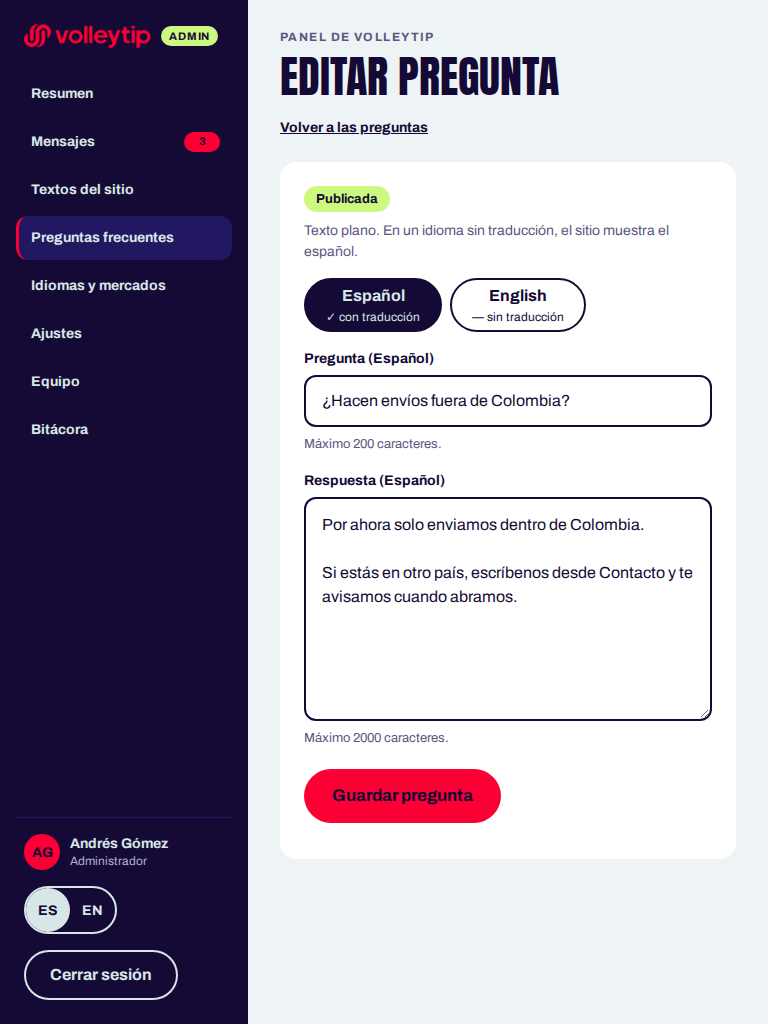 volleytip ADMIN
Resumen
Mensajes 3
Textos del sitio
Preguntas frecuentes
Idiomas y mercados
Ajustes
Equipo
Bitácora
AG Andrés Gómez
Administrador
ES EN
Cerrar sesión
PANEL DE VOLLEYTIP
EDITAR PREGUNTA
Volver a las preguntas
Publicada
Texto plano. En un idioma sin traducción, el sitio muestra el
español.
Español
✓ con traducción
English
— sin traducción
Pregunta (Español)
¿Hacen envíos fuera de Colombia?
Máximo 200 caracteres.
Respuesta (Español)
Por ahora solo enviamos dentro de Colombia.
Si estás en otro país, escríbenos desde Contacto y te
avisamos cuando abramos.
Máximo 2000 caracteres.
Guardar pregunta